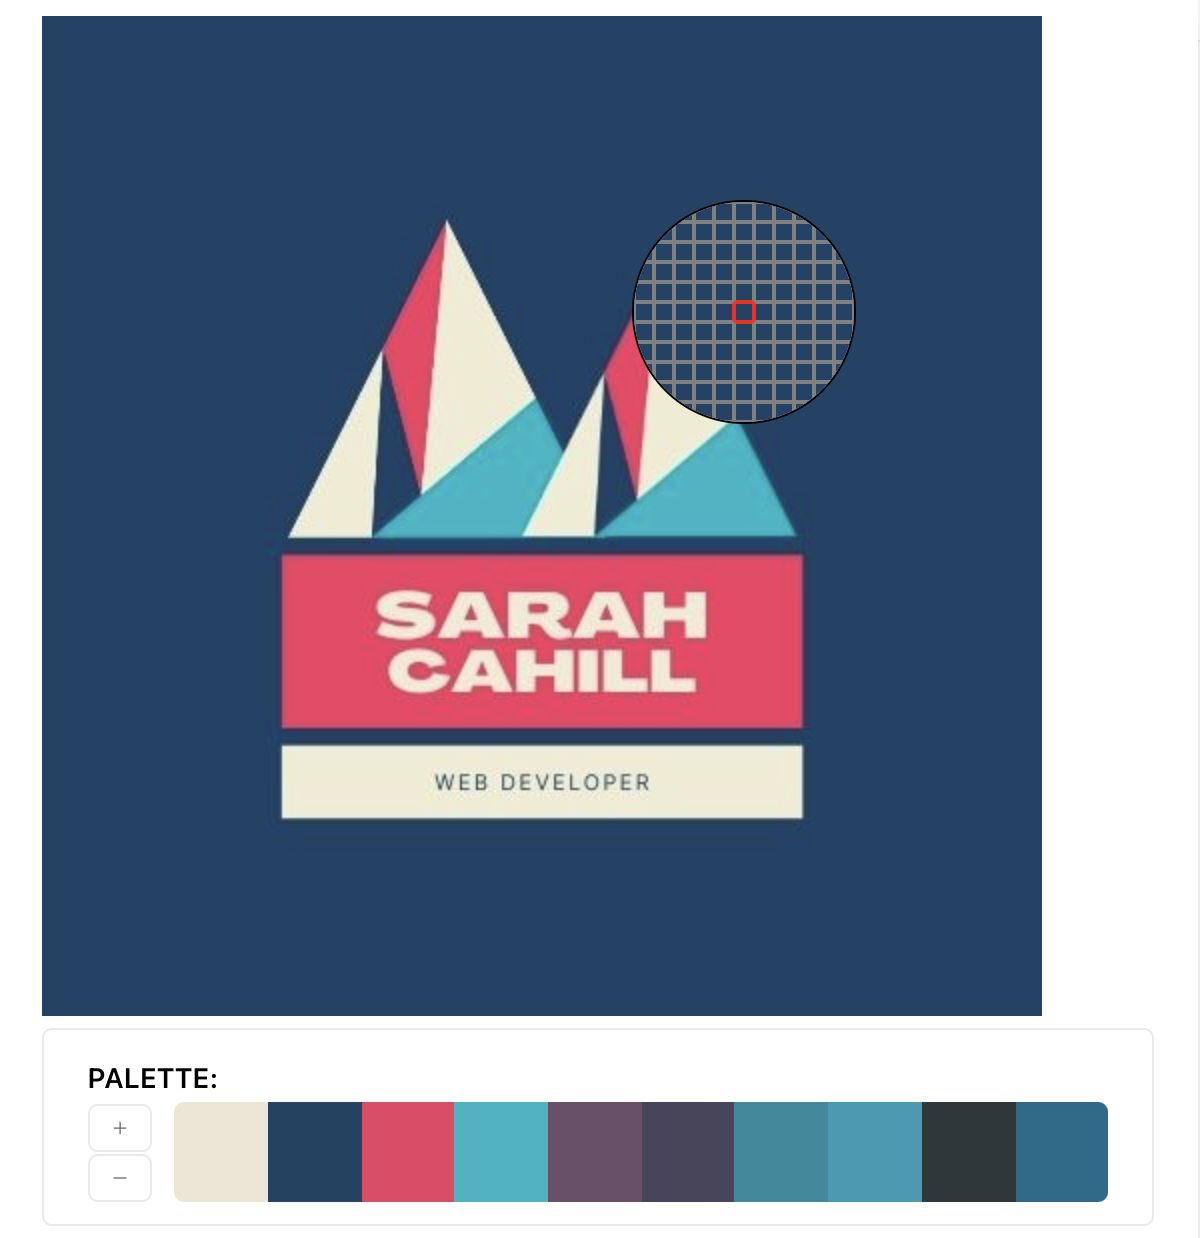 SARAH
CAHILL
WEB DEVELOPER
PALETTE:
+
−